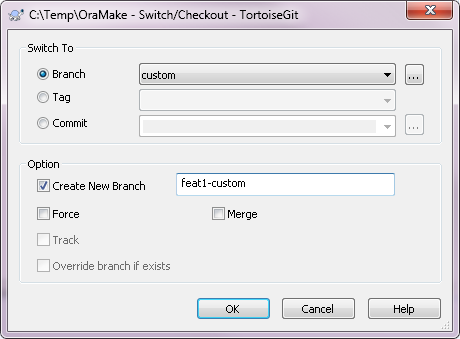 C:\Temp\OraMake - Switch/Checkout - TortoiseGit
Switch To
Branch custom ...
Tag
Commit ...
Option
Create New Branch feat1-custom
Force Merge
Track
Override branch if exists
OK Cancel Help